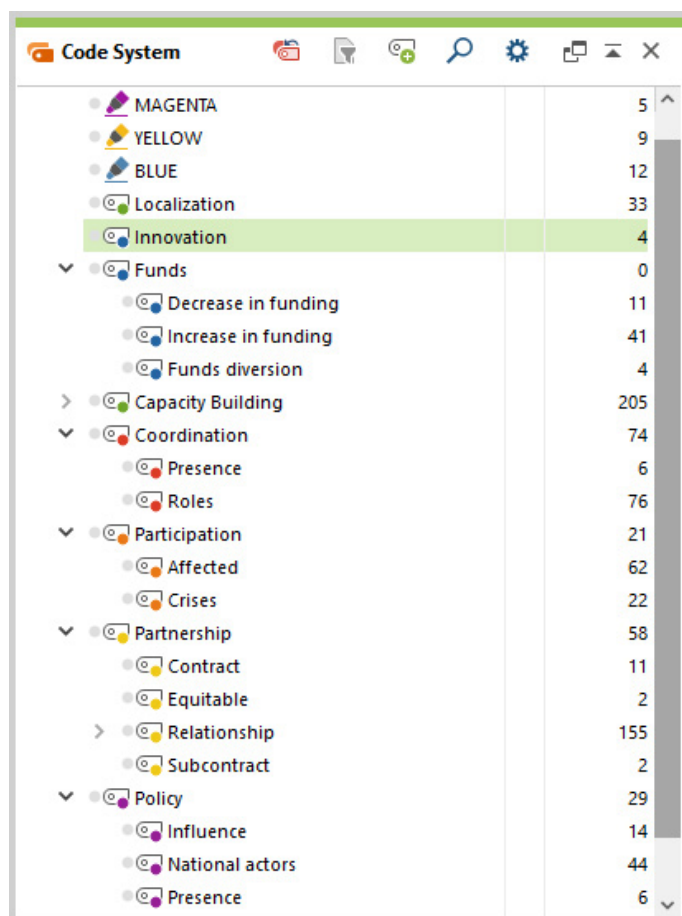 Code System
MAGENTA 5
YELLOW 9
BLUE 12
Localization 33
Innovation 4
Funds 0
Decrease in funding 11
Increase in funding 41
Funds diversion 4
Capacity Building 205
Coordination 74
Presence 6
Roles 76
Participation 21
Affected 62
Crises 22
Partnership 58
Contract 11
Equitable 2
Relationship 155
Subcontract 2
Policy 29
Influence 14
National actors 44
Presence 6